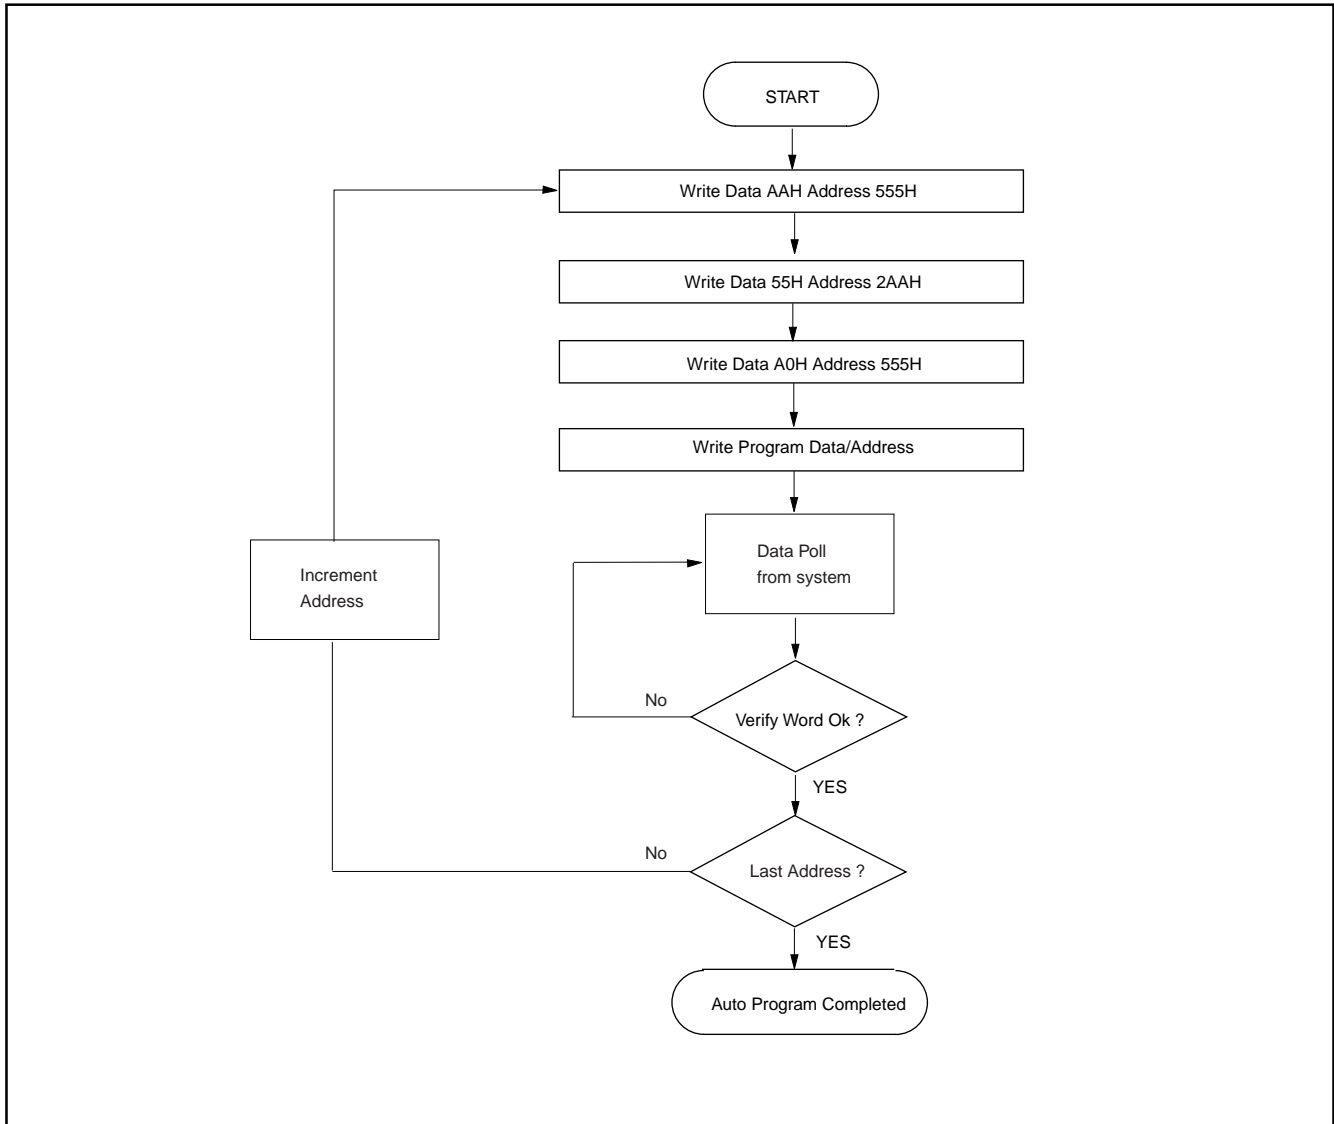 START
Write Data AAH Address 555H
Write Data 55H Address 2AAH
Write Data A0H Address 555H
Write Program Data/Address
Data Poll
from system
Increment
Address
No
Verify Word Ok ?
YES
No
Last Address ?
YES
Auto Program Completed